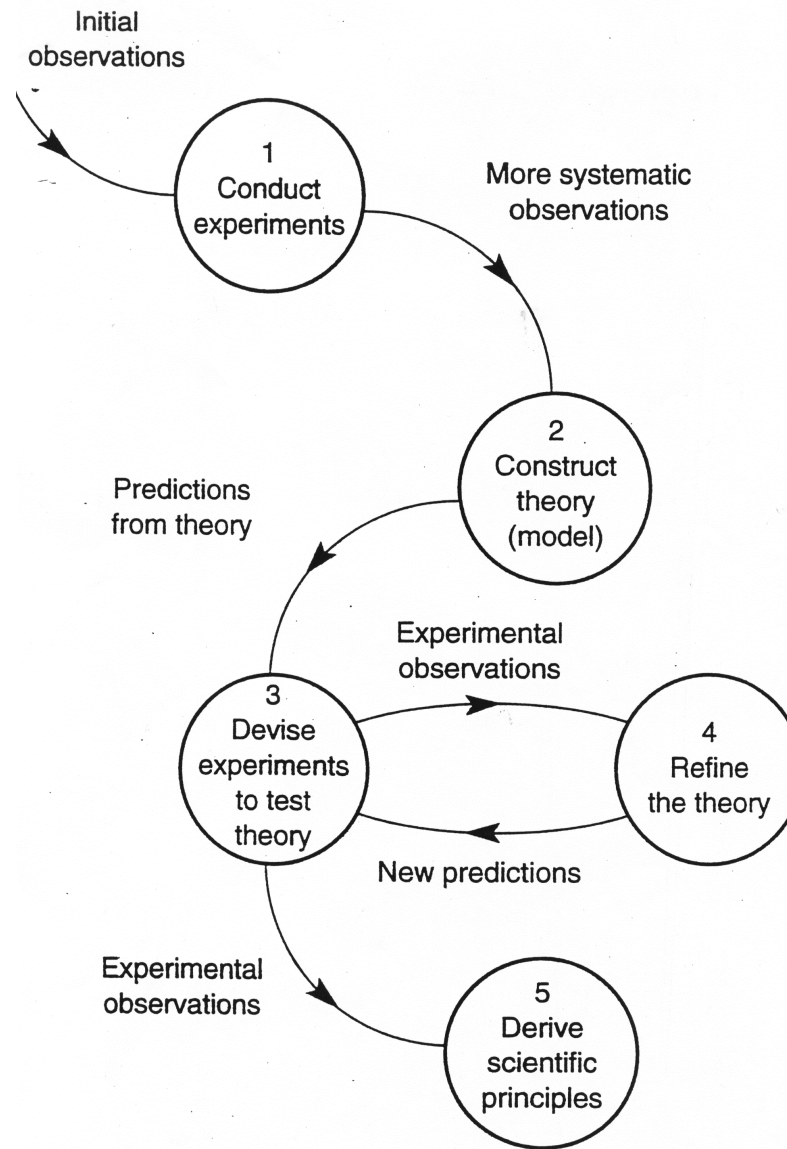 Initial
observations
1
Conduct
experiments
More systematic
observations
2
Construct
theory
(model)
Predictions
from theory
Experimental
observations
3
Devise
experiments
to test
theory
4
Refine
the theory
New predictions
Experimental
observations
5
Derive
scientific
principles